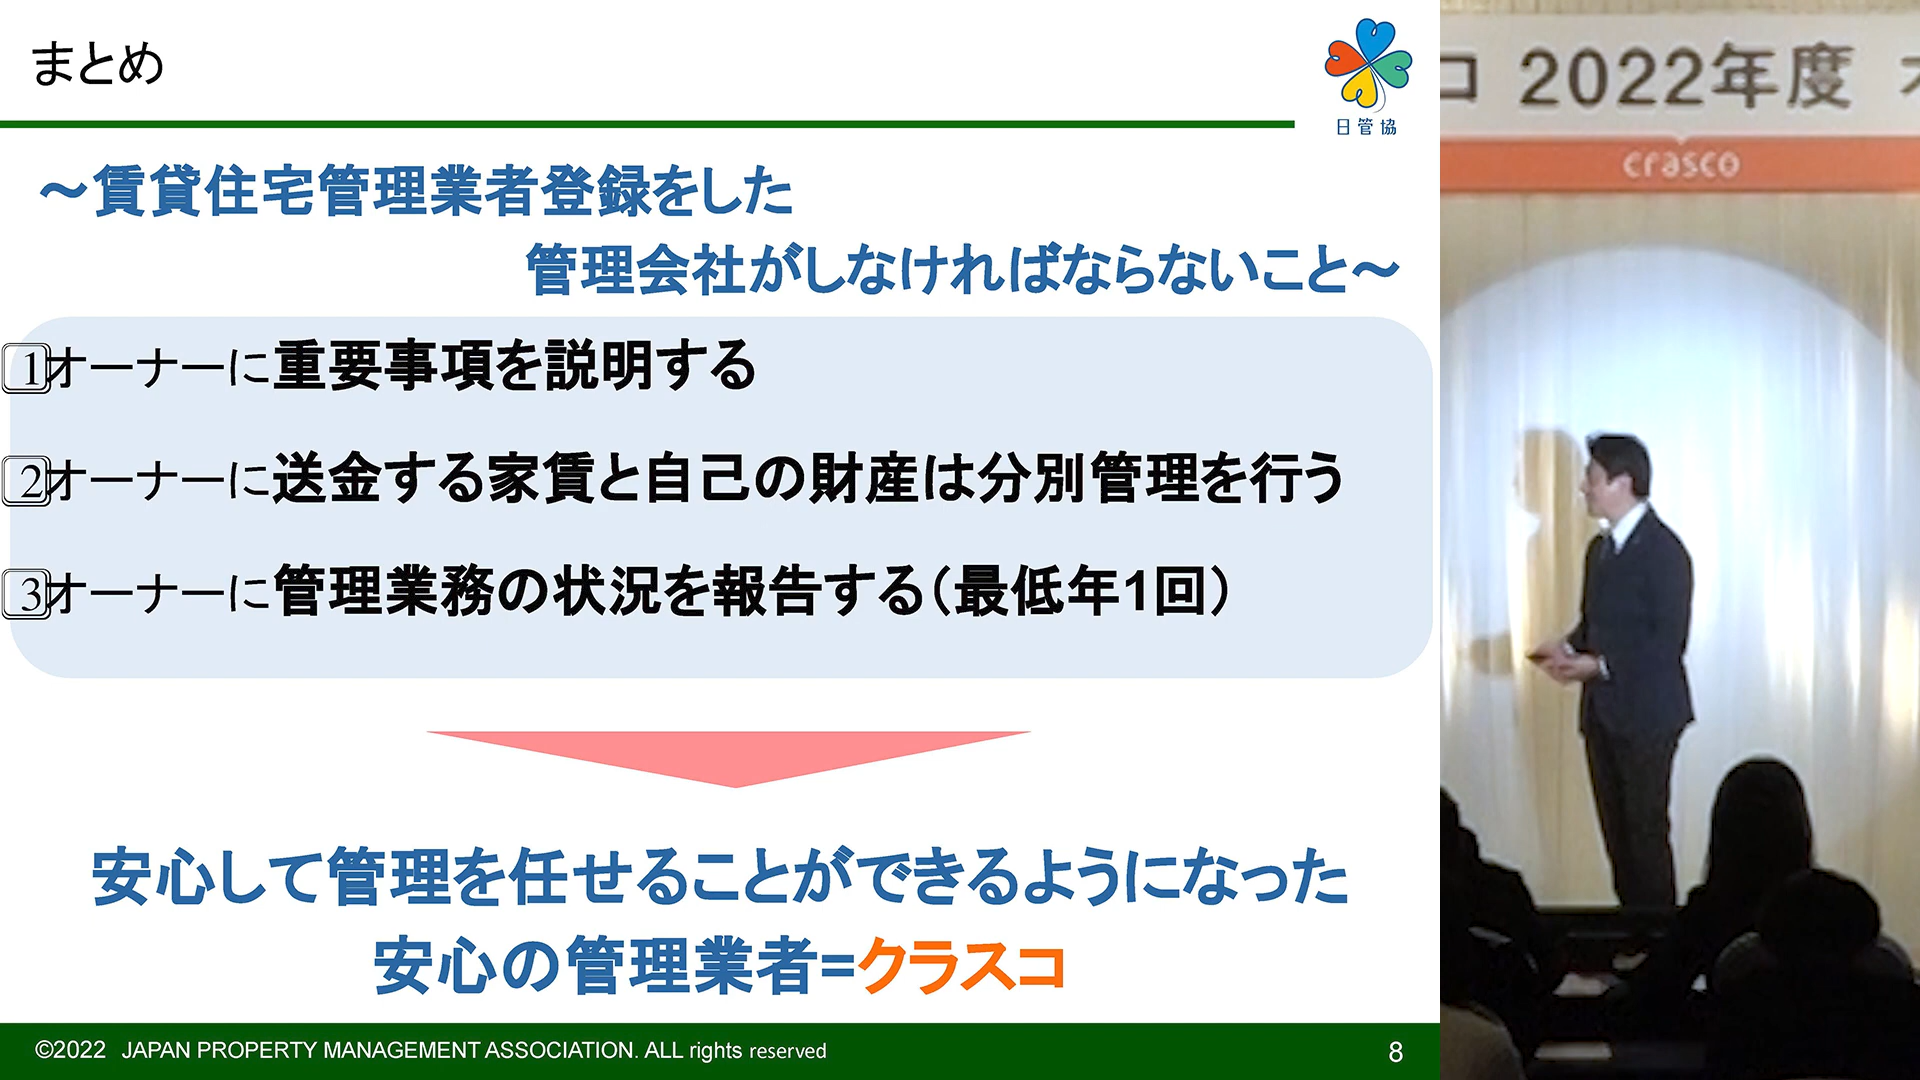 まとめ
日管協
～賃貸住宅管理業者登録をした
管理会社がしなければならないこと～
1オーナーに重要事項を説明する
2オーナーに送金する家賃と自己の財産は分別管理を行う
3オーナーに管理業務の状況を報告する（最低年1回）
安心して管理を任せることができるようになった
安心の管理業者=クラスコ
©2022 JAPAN PROPERTY MANAGEMENT ASSOCIATION. ALL rights reserved
8
コ 2022年度
crasco